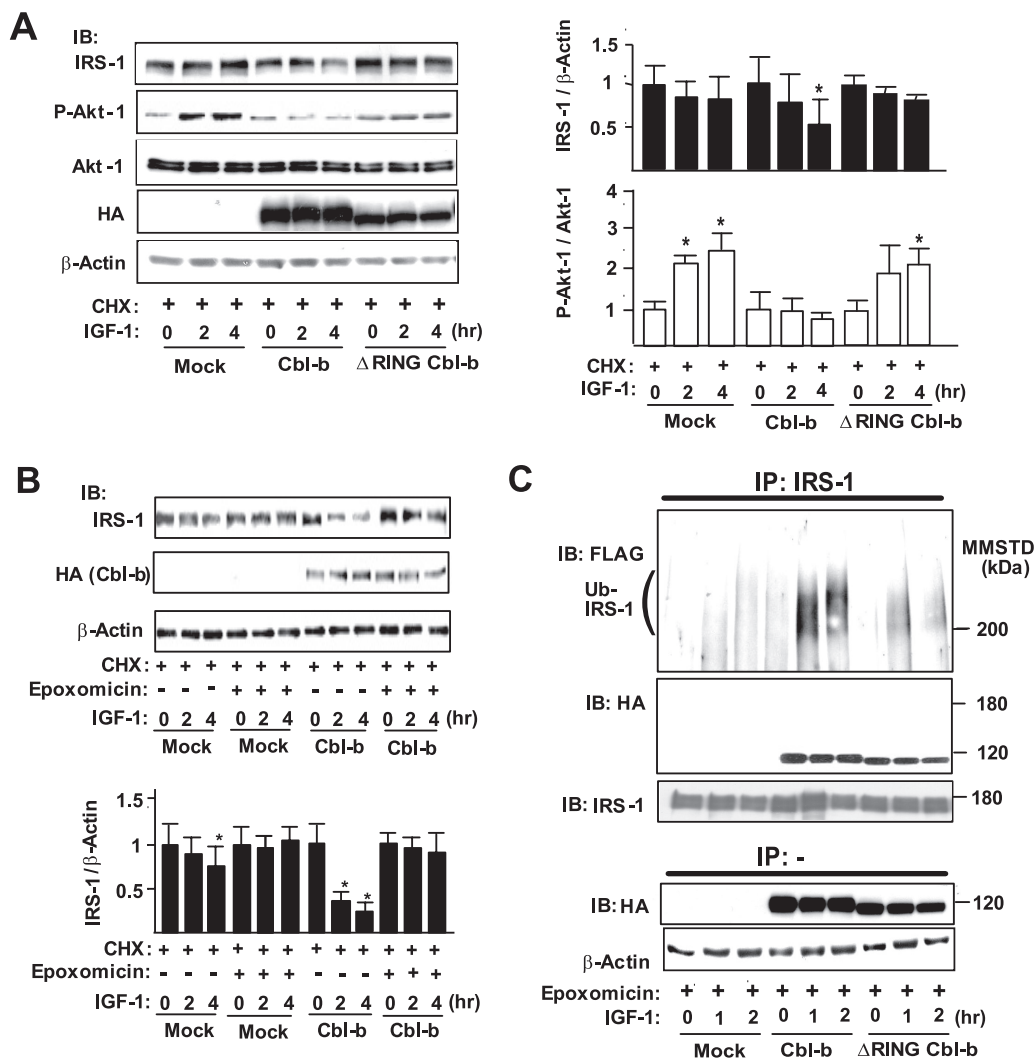 A
IB:
IRS-1
P-Akt-1
Akt-1
HA
β-Actin
CHX: + + + + + + + + +
IGF-1: 0 2 4 0 2 4 0 2 4 (hr)
Mock Cbl-b ΔRING Cbl-b
IRS-1/β-Actin
1.5
1
0.5
*
P-Akt-1/Akt-1
4
3
2
1
* * *
CHX: + + + + + + + + +
IGF-1: 0 2 4 0 2 4 0 2 4 (hr)
Mock Cbl-b ΔRING Cbl-b
B
IB:
IRS-1
HA (Cbl-b)
β-Actin
CHX: + + + + + + + + + + + +
Epoxomicin: - - - + + + - - - + + +
IGF-1: 0 2 4 0 2 4 0 2 4 0 2 4 (hr)
Mock Mock Cbl-b Cbl-b
IRS-1/β-Actin
1.5
1
0.5
* * *
CHX: + + + + + + + + + + + +
Epoxomicin: - - - + + + - - - + + +
IGF-1: 0 2 4 0 2 4 0 2 4 0 2 4 (hr)
Mock Mock Cbl-b Cbl-b
C
IP: IRS-1
IB: FLAG
MMSTD
(kDa)
Ub-
IRS-1
200
IB: HA
180
120
IB: IRS-1
180
IP: -
IB: HA
120
β-Actin
Epoxomicin: + + + + + + + + +
IGF-1: 0 1 2 0 1 2 0 1 2 (hr)
Mock Cbl-b ΔRING Cbl-b